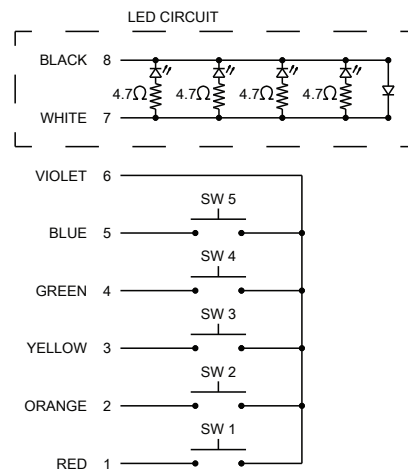 LED CIRCUIT
BLACK 8
4.7Ω 4.7Ω 4.7Ω 4.7Ω
WHITE 7
VIOLET 6
SW 5
BLUE 5
SW 4
GREEN 4
SW 3
YELLOW 3
SW 2
ORANGE 2
SW 1
RED 1